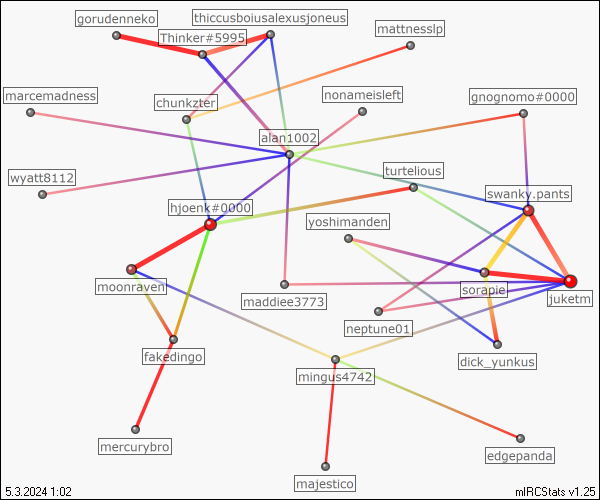 gorudenneko
thiccusboiusalexusjoneus
Thinker#5995
mattnesslp
marcemadness
chunkzter
nonameisleft
gnognomo#0000
alan1002
wyatt8112
turtelious
swanky.pants
hjoenk#0000
yoshimanden
moonraven
maddiee3773
sorapie
juketm
neptune01
fakedingo
dick_yunkus
mingus4742
mercurybro
edgepanda
majestico
5.3.2024 1:02
mIRCStats v1.25